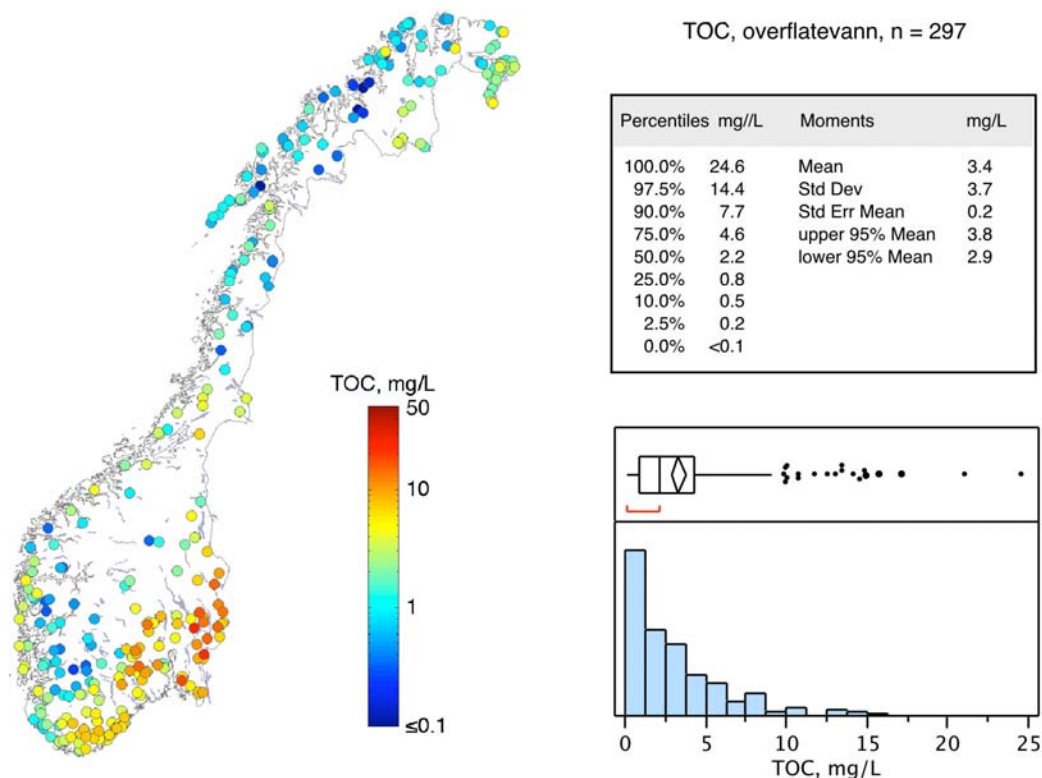 TOC, overflatevann, n = 297
Percentiles mg//L Moments mg/L
100.0% 24.6 Mean 3.4
97.5% 14.4 Std Dev 3.7
90.0% 7.7 Std Err Mean 0.2
75.0% 4.6 upper 95% Mean 3.8
50.0% 2.2 lower 95% Mean 2.9
25.0% 0.8
10.0% 0.5
2.5% 0.2
0.0% <0.1
TOC, mg/L
50
10
1
≤0.1
0 5 10 15 20 25
TOC, mg/L